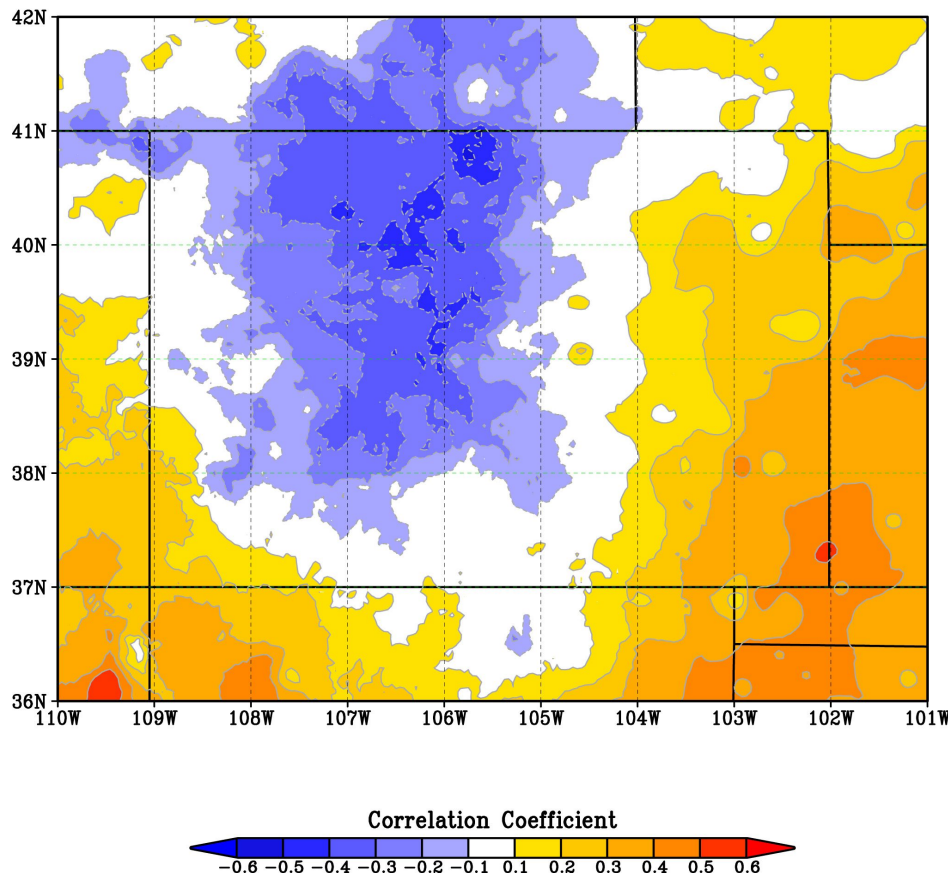 42N
41N
40N
39N
38N
37N
36N
110W 109W 108W 107W 106W 105W 104W 103W 102W 101W
Correlation Coefficient
-0.6 -0.5 -0.4 -0.3 -0.2 -0.1 0.1 0.2 0.3 0.4 0.5 0.6